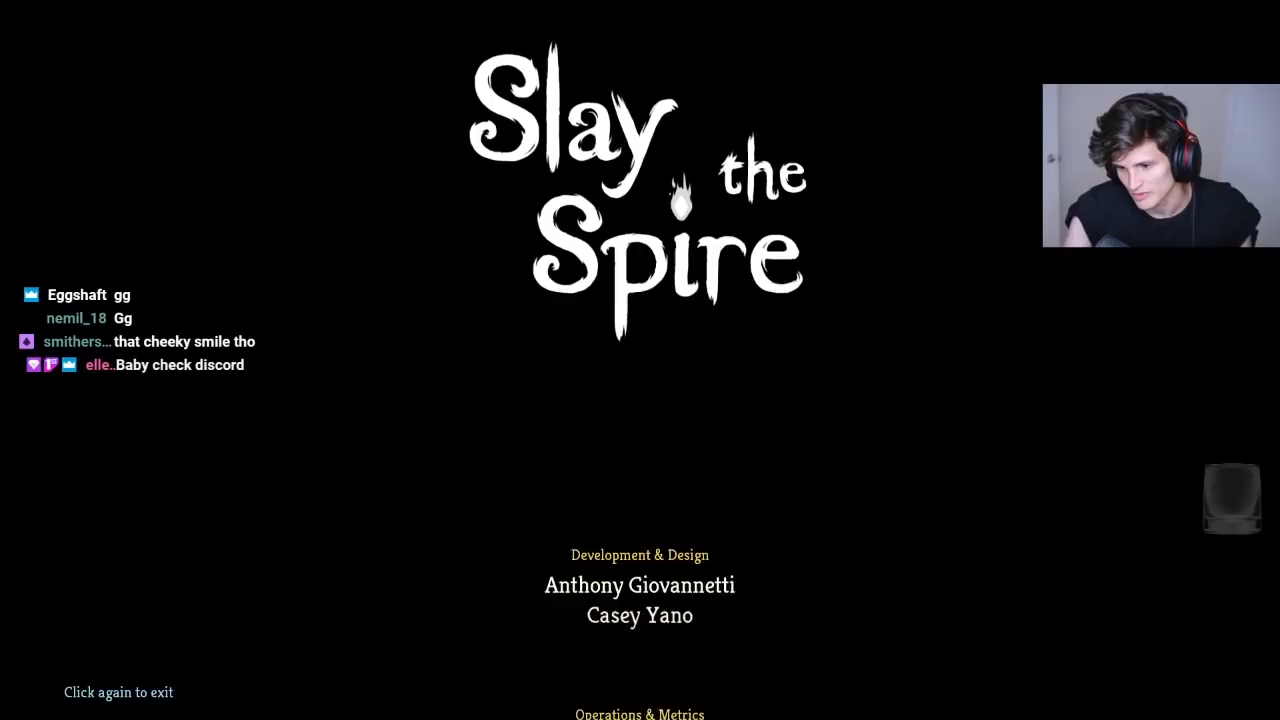 Slay
the
Spire
Eggshaft gg
nemil_18 Gg
smithers... that cheeky smile tho
elle..Baby check discord
Development & Design
Anthony Giovannetti
Casey Yano
Click again to exit
Operations & Metrics